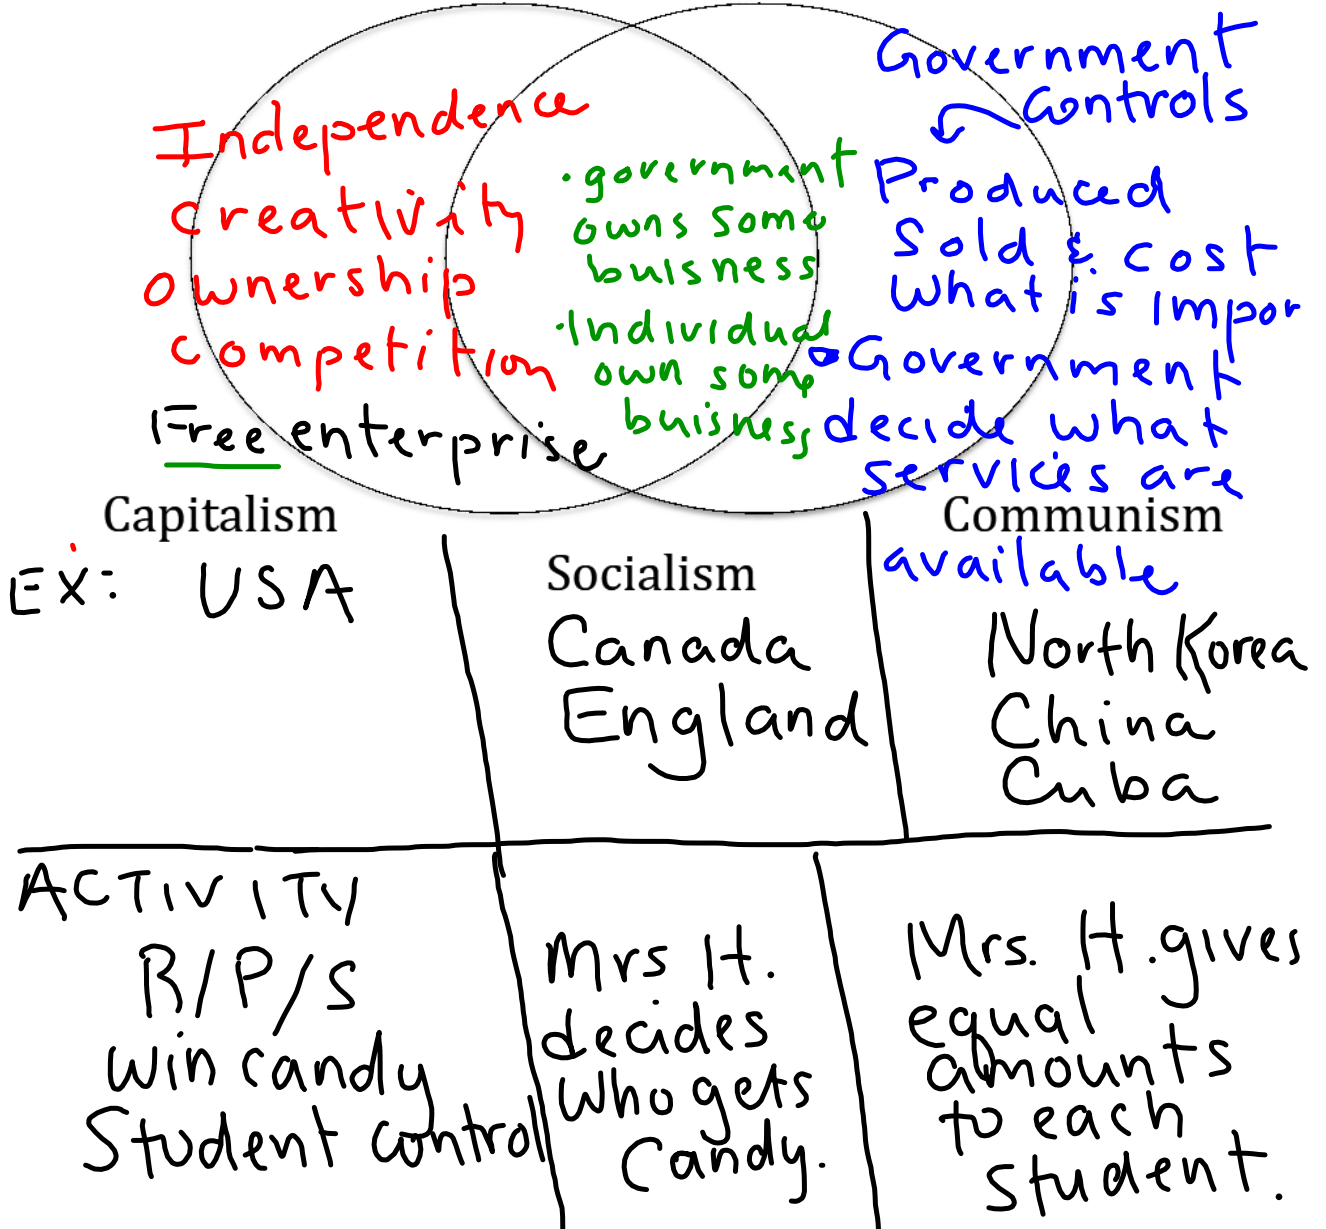 Independence
creativity
ownership
competition
Free enterprise
Capitalism
• government
owns some
buisness
• Individual
own some
buisness
Socialism
Government
controls
Produced
Sold & cost
What is impor
• Government
decide what
services are
Communism
available
EX: USA
Canada
England
North Korea
China
Cuba
ACTIVITY
R/P/S
win candy
Student control
Mrs H.
decides
who gets
Candy.
Mrs. H. gives
equal
amounts
to each
student.